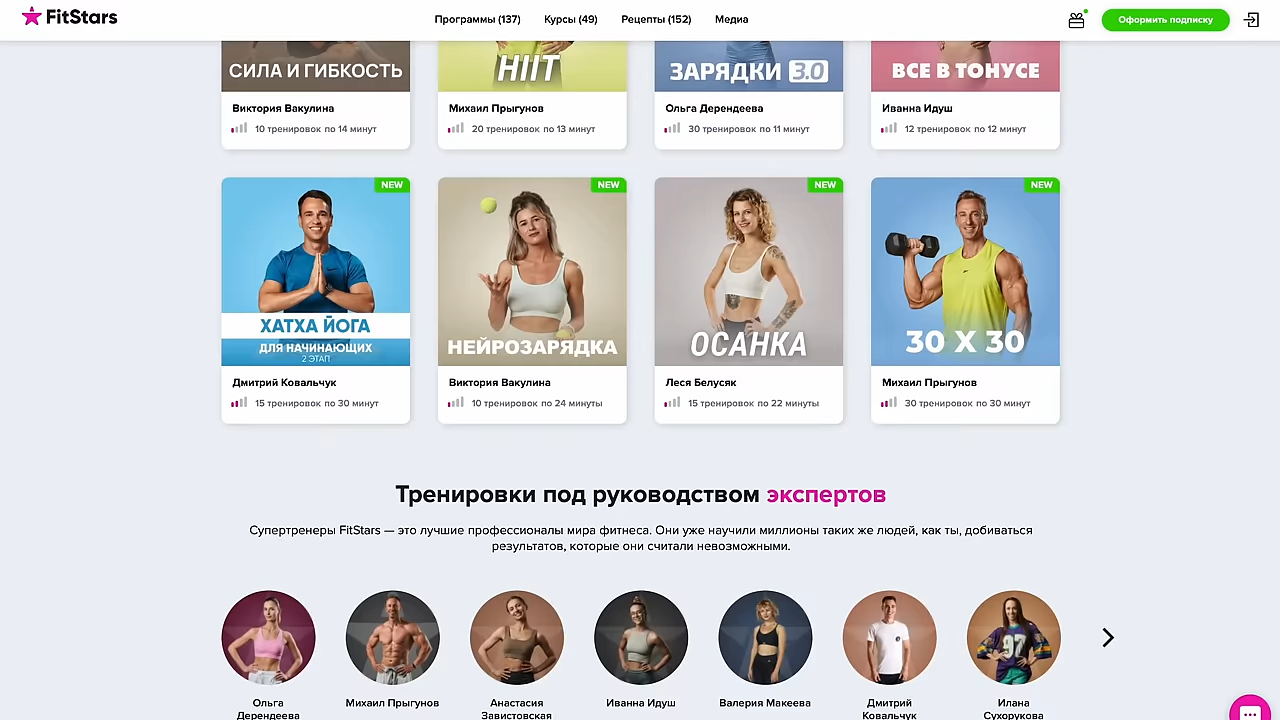 FitStars
Программы (137)
Курсы (49)
Рецепты (152)
Медиа
Оформить подписку
СИЛА И ГИБКОСТЬ
Виктория Вакулина
10 тренировок по 14 минут
HIIT
Михаил Прыгунов
20 тренировок по 13 минут
ЗАРЯДКИ 3.0
Ольга Дерендеева
30 тренировок по 11 минут
ВСЕ В ТОНУСЕ
Иванна Идуш
12 тренировок по 12 минут
NEW
ХАТХА ЙОГА
ДЛЯ НАЧИНАЮЩИХ
2 ЭТАП
Дмитрий Ковальчук
15 тренировок по 30 минут
NEW
НЕЙРОЗАРЯДКА
Виктория Вакулина
10 тренировок по 24 минуты
NEW
ОСАНКА
Леся Белусяк
15 тренировок по 22 минуты
NEW
30 X 30
Михаил Прыгунов
30 тренировок по 30 минут
Тренировки под руководством экспертов
Супертренеры FitStars — это лучшие профессионалы мира фитнеса. Они уже научили миллионы таких же людей, как ты, добиваться
результатов, которые они считали невозможными.
97
Ольга
Дерендеева
Михаил Прыгунов
Анастасия
Завистовская
Иванна Идуш
Валерия Макеева
Дмитрий
Ковальчук
Илана
Сухорукова